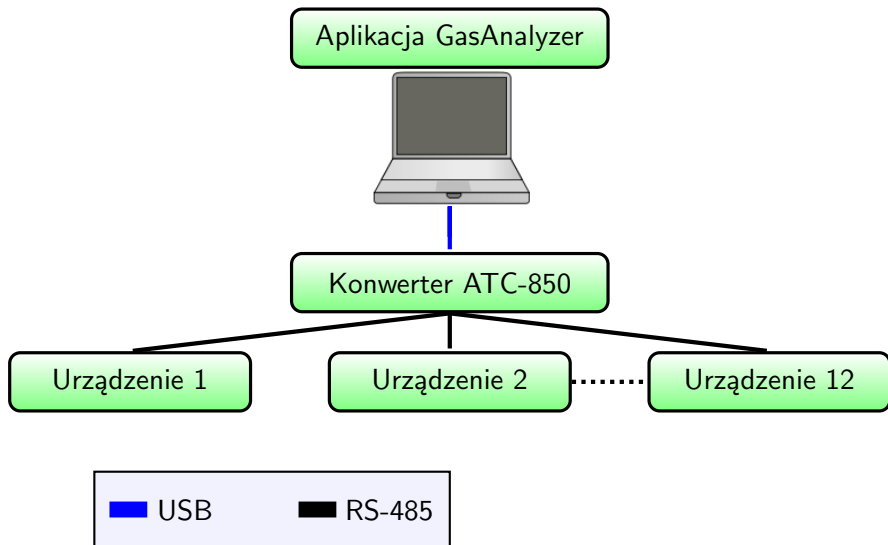 Aplikacja GasAnalyzer
Konwerter ATC-850
Urządzenie 1
Urządzenie 2
Urządzenie 12
USB
RS-485